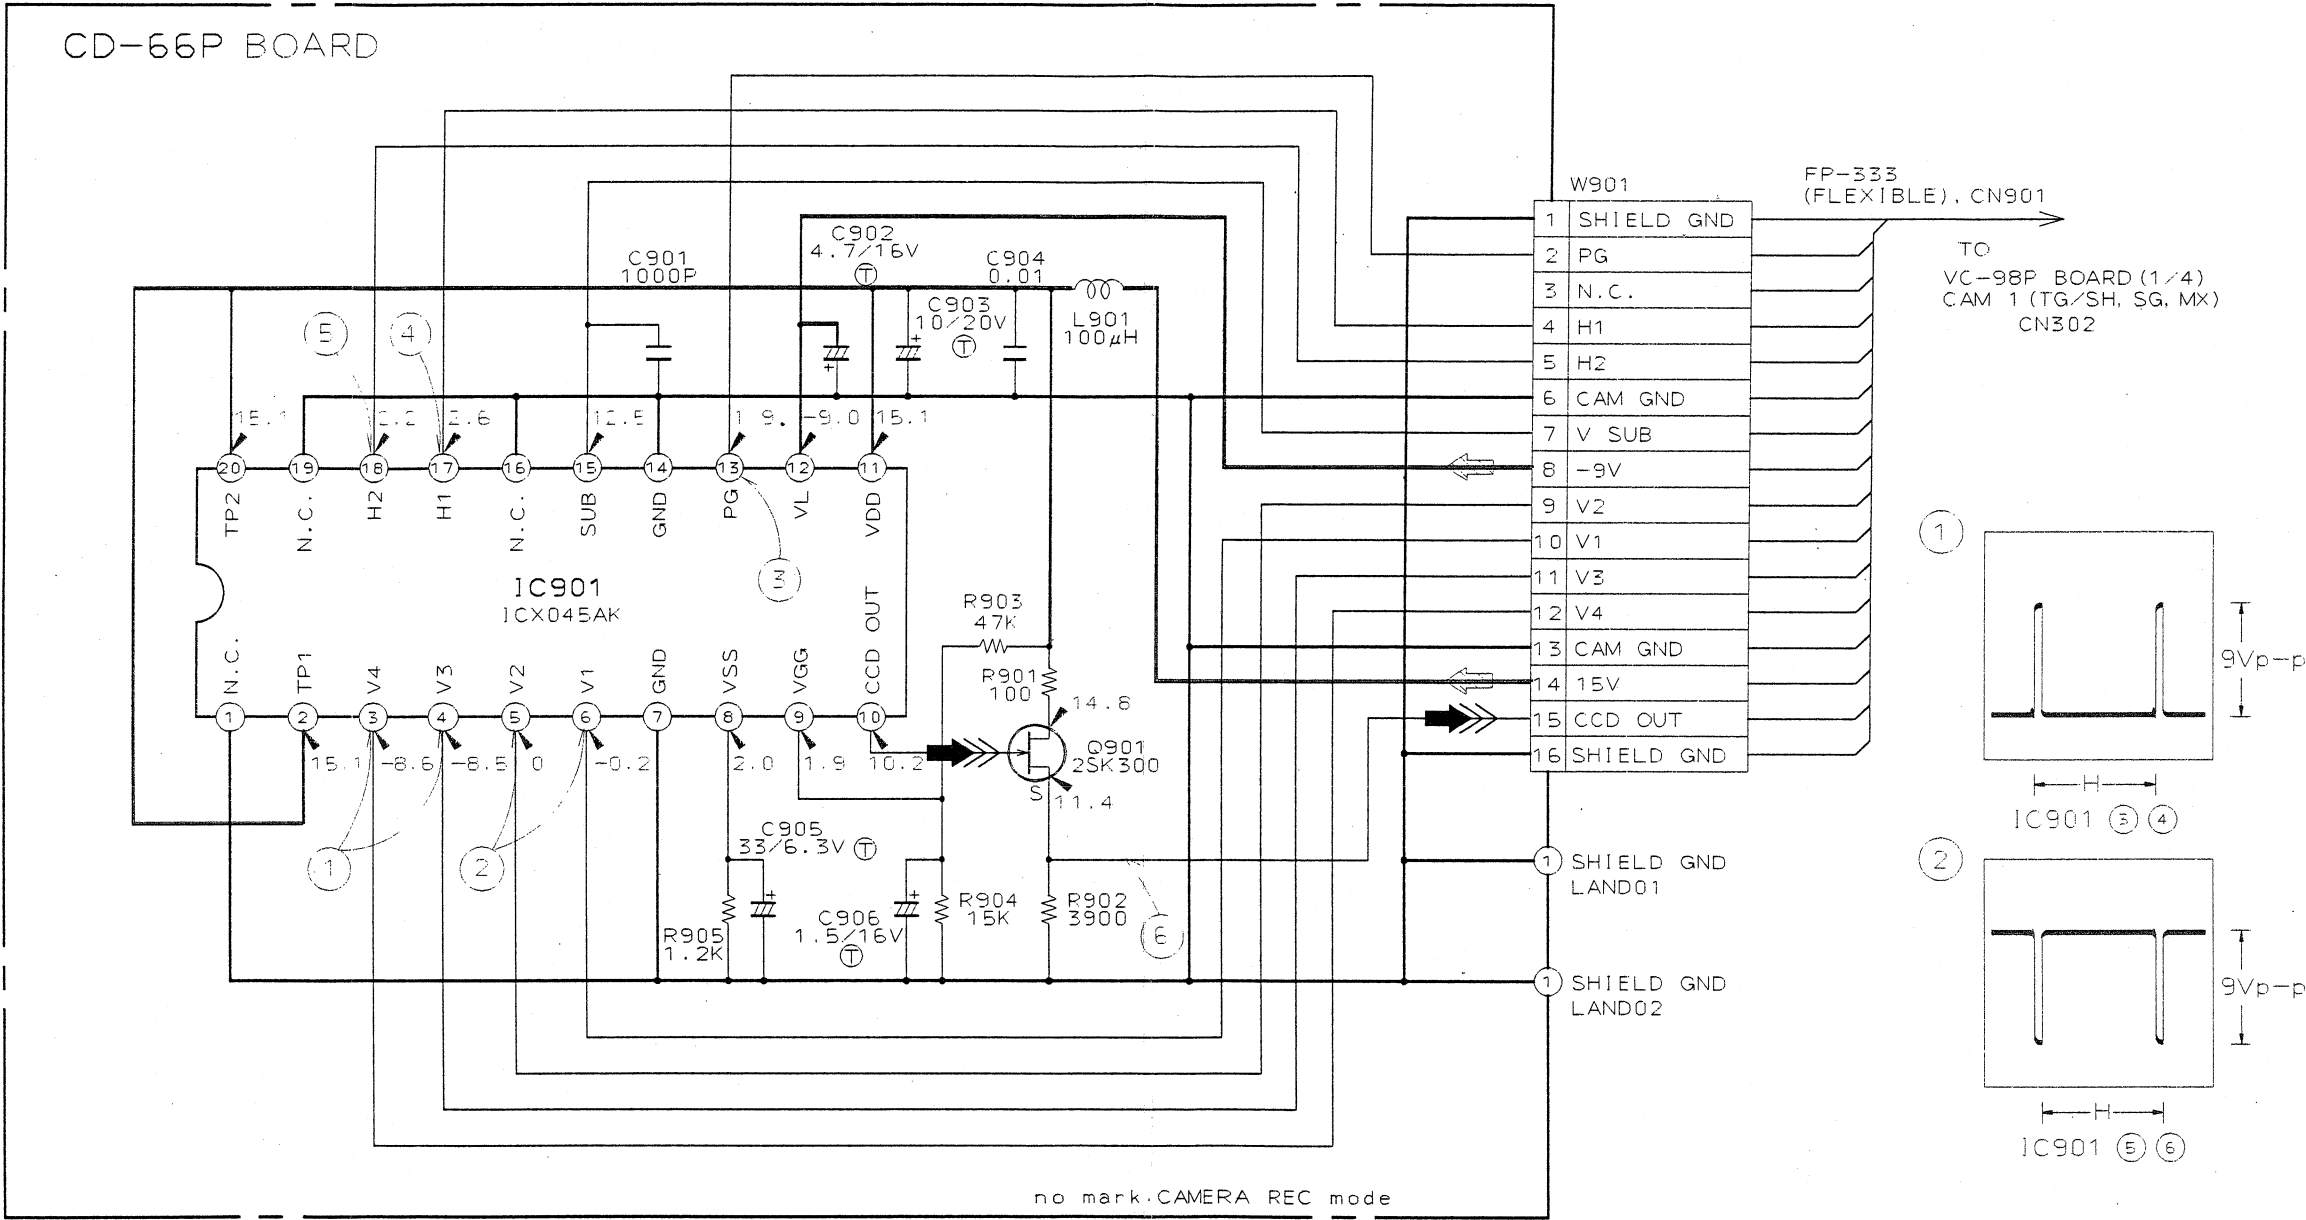 CD-66P BOARD
W901
FP-333
(FLEXIBLE), CN901
TO
VC-98P BOARD (1/4)
CAM 1 (TG/SH, SG, MX)
CN302
1 SHIELD GND
2 PG
3 N.C.
4 H1
5 H2
6 CAM GND
7 V SUB
8 -9V
9 V2
10 V1
11 V3
12 V4
13 CAM GND
14 15V
15 CCD OUT
16 SHIELD GND
1 SHIELD GND
LAND01
1 SHIELD GND
LAND02
C901
1000P
C902
4.7/16V
T
C903
10/20V
T
C904
0.01
L901
100μH
5
4
15.1
2.6
12.5
-9.0
15.1
20 19 18 17 16 15 14 13 12 11
TP2
N.C.
H2
H1
N.C.
SUB
GND
PG
VL
VDD
3
IC901
ICX045AK
N.C.
TP1
V4
V3
V2
V1
GND
VSS
VGG
CCD OUT
1 2 3 4 5 6 7 8 9 10
15.1
-8.6
-8.5
0
-0.2
2.0
1.9
10.2
1
2
R903
47K
R901
100
14.8
Q901
2SK300
S
11.4
C905
33/6.3V T
R905
1.2K
C906
1.5/16V
T
R904
15K
R902
3900
6
1
9Vp-p
H
IC901 3 4
2
9Vp-p
H
IC901 5 6
no mark.CAMERA REC mode